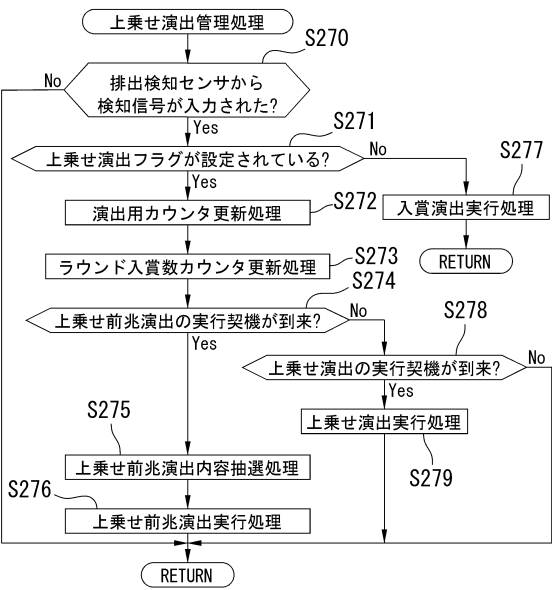 上乗せ演出管理処理
S270
No
排出検知センサから
検知信号が入力された?
Yes
S271
上乗せ演出フラグが設定されている?
No
S277
Yes
S272
演出用カウンタ更新処理
入賞演出実行処理
S273
ラウンド入賞数カウンタ更新処理
RETURN
S274
上乗せ前兆演出の実行契機が到来?
No
S278
Yes
上乗せ演出の実行契機が到来?
No
Yes
S275
上乗せ演出実行処理
上乗せ前兆演出内容抽選処理
S279
S276
上乗せ前兆演出実行処理
RETURN